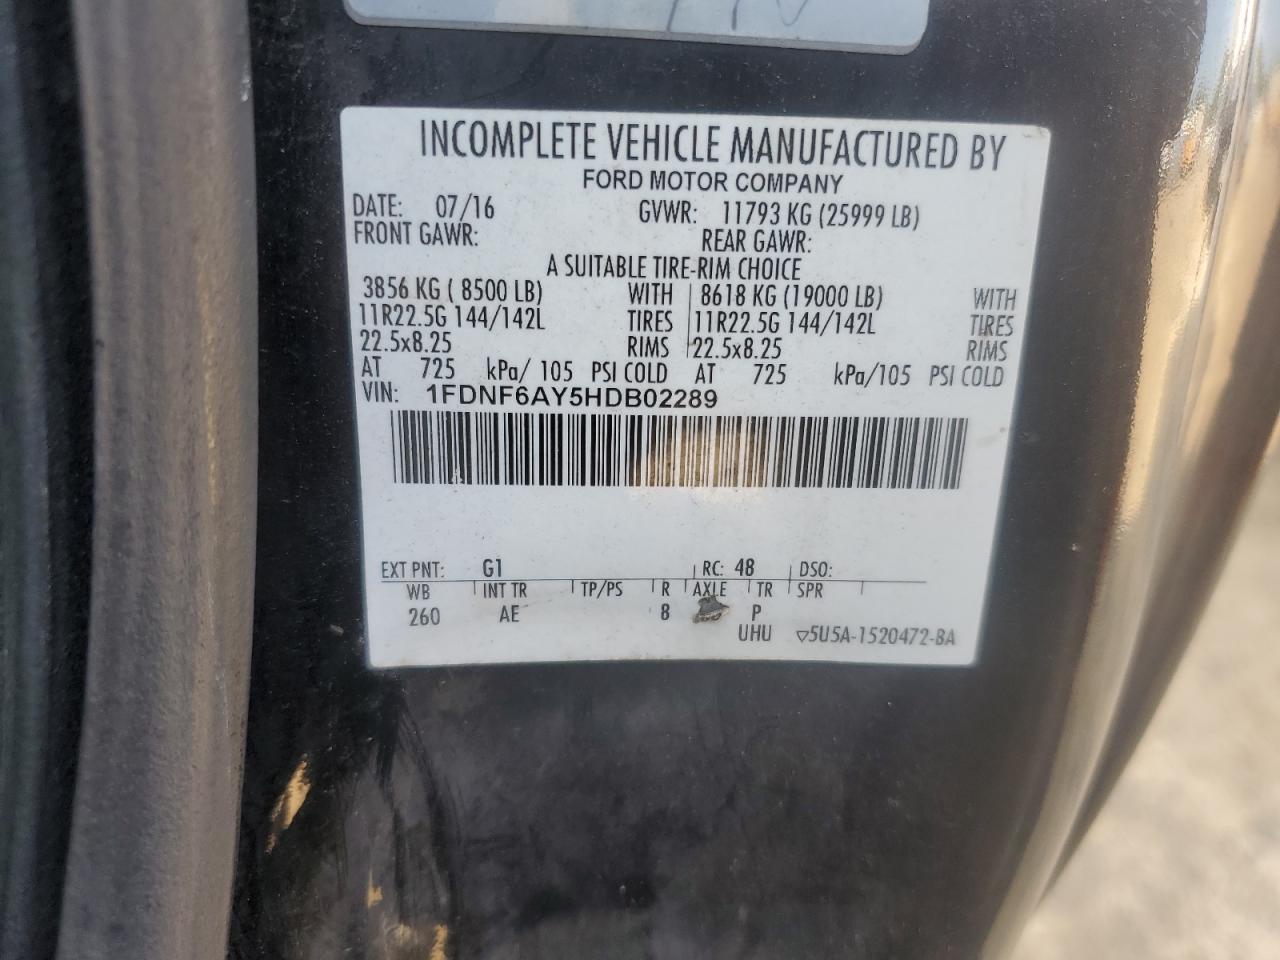 INCOMPLETE VEHICLE MANUFACTURED BY
FORD MOTOR COMPANY
DATE: 07/16 GVWR: 11793 KG (25999 LB)
FRONT GAWR: REAR GAWR:
A SUITABLE TIRE-RIM CHOICE
3856 KG ( 8500 LB) WITH 8618 KG (19000 LB) WITH
11R22.5G 144/142L TIRES 11R22.5G 144/142L TIRES
22.5x8.25 RIMS 22.5x8.25 RIMS
AT 725 kPa/ 105 PSI COLD AT 725 kPa/105 PSI COLD
VIN: 1FDNF6AY5HDB02289
EXT PNT: G1 RC: 48 DSO:
WB INT TR TP/PS R AXLE TR SPR
260 AE 8 P
UHU ▽5U5A-1520472-BA